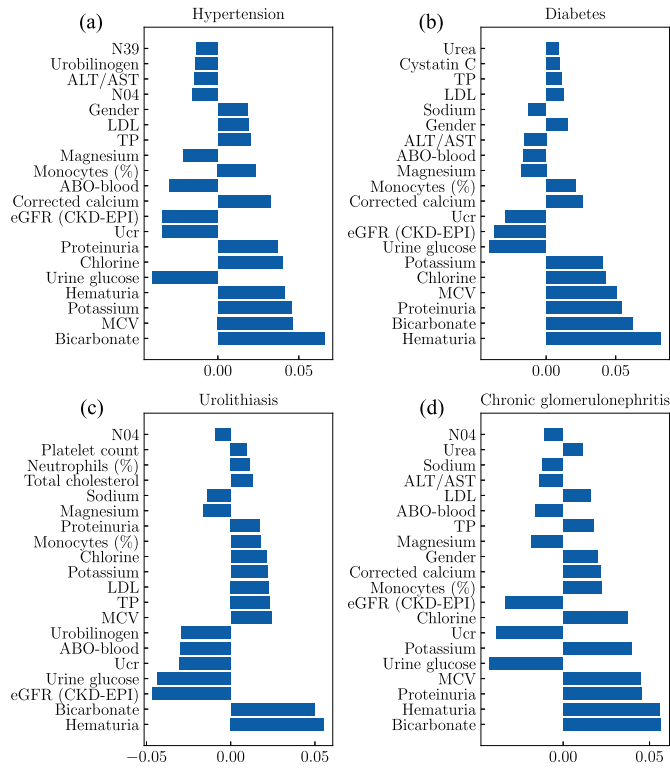 (a)
Hypertension
N39
Urobilinogen
ALT/AST
N04
Gender
LDL
TP
Magnesium
Monocytes (%)
ABO-blood
Corrected calcium
eGFR (CKD-EPI)
Ucr
Proteinuria
Chlorine
Urine glucose
Hematuria
Potassium
MCV
Bicarbonate
0.00 0.05
(b)
Diabetes
Urea
Cystatin C
TP
LDL
Sodium
Gender
ALT/AST
ABO-blood
Magnesium
Monocytes (%)
Corrected calcium
Ucr
eGFR (CKD-EPI)
Urine glucose
Potassium
Chlorine
MCV
Proteinuria
Bicarbonate
Hematuria
0.00 0.05
(c)
Urolithiasis
N04
Platelet count
Neutrophils (%)
Total cholesterol
Sodium
Magnesium
Proteinuria
Monocytes (%)
Chlorine
Potassium
LDL
TP
MCV
Urobilinogen
ABO-blood
Ucr
Urine glucose
eGFR (CKD-EPI)
Bicarbonate
Hematuria
−0.05 0.00 0.05
(d)
Chronic glomerulonephritis
N04
Urea
Sodium
ALT/AST
LDL
ABO-blood
TP
Magnesium
Gender
Corrected calcium
Monocytes (%)
eGFR (CKD-EPI)
Chlorine
Ucr
Potassium
Urine glucose
MCV
Proteinuria
Hematuria
Bicarbonate
0.00 0.05